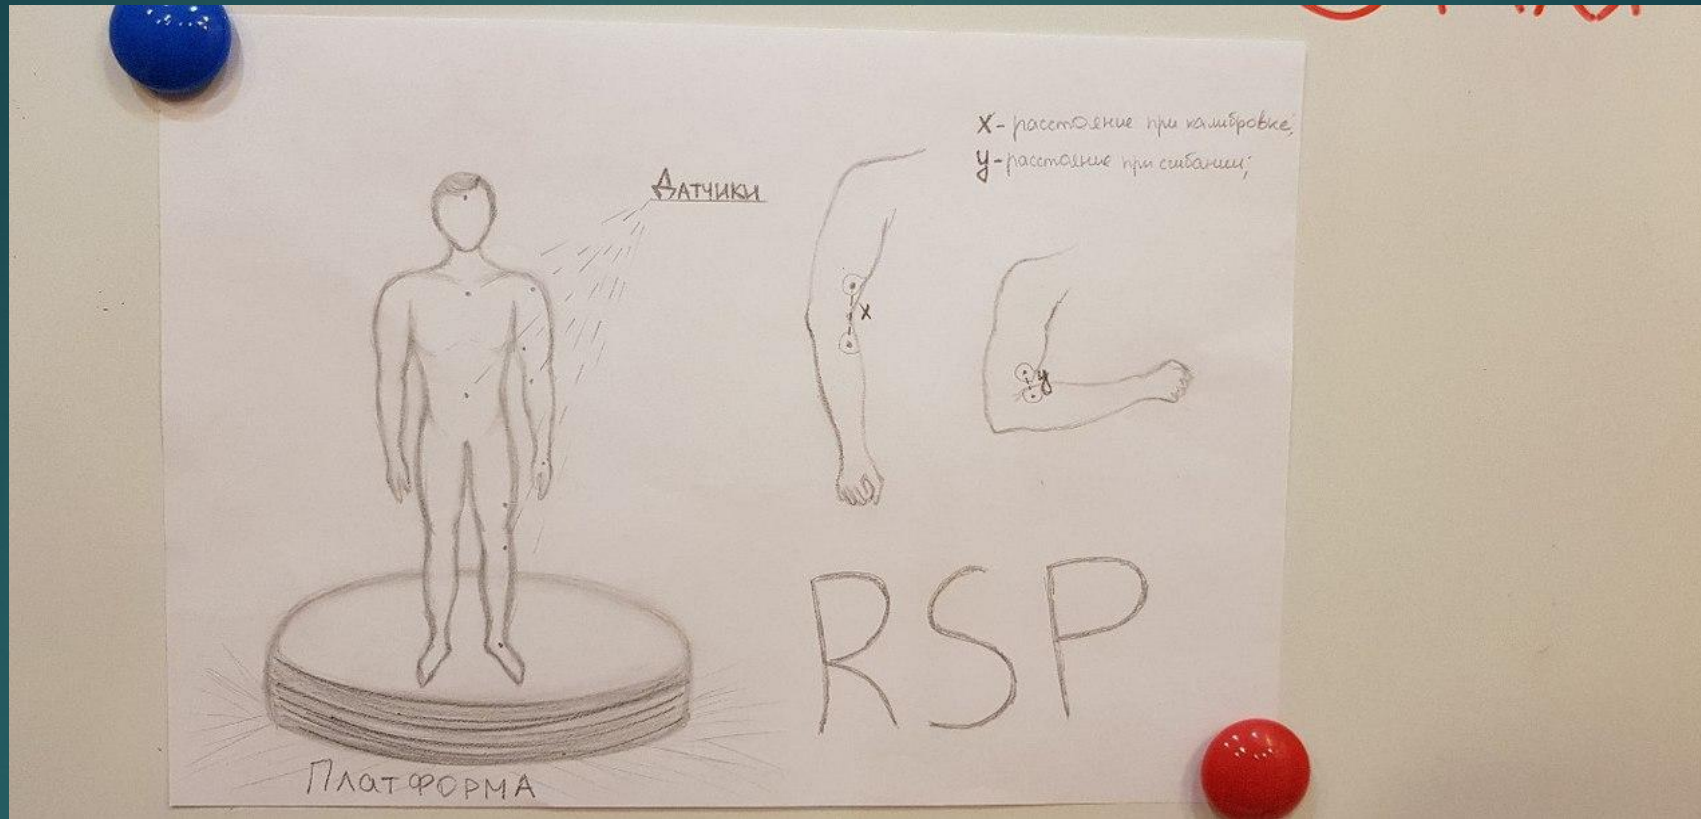 Датчики
х- расстояние при калибровке;
у- расстояние при сгибании;
х
у
RSP
Платформа